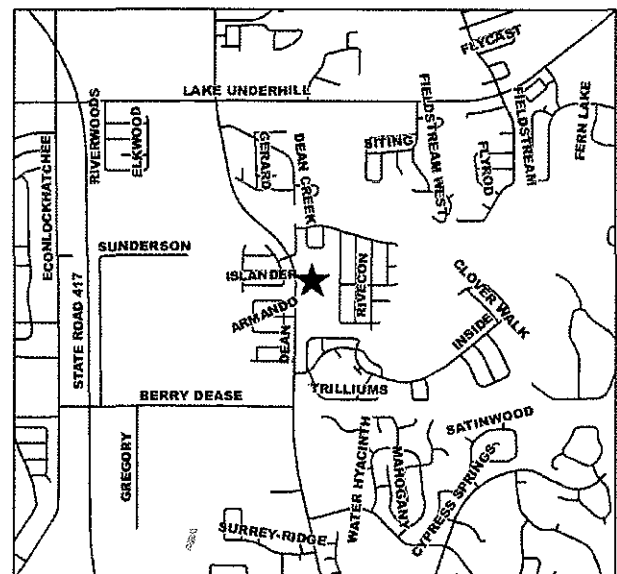 FLYCAST
LAKE UNDERHILL
RIVERWOODS
ELKWOOD
GERARD
DEAN CREEK
SITING
FIELDSTREAM WEST
FLYROD
FIELDSTREAM
FERN LAKE
ECONLOCKHATCHEE
STATE ROAD 417
SUNDERSON
ISLANDER
ARMANDO
DEAN
RIVECON
CLOVER WALK
INSIDE
TRILLIUMS
BERRY DEASE
GREGORY
SATINWOOD
WATER HYACINTH
MAHOGANY
CYPRESS SPRINGS
SURREY-RIDGE